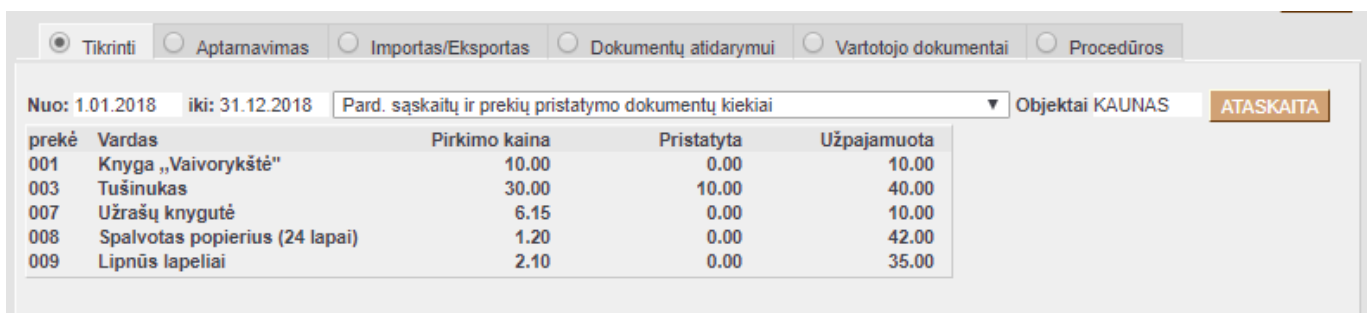 Tikrinti Aptarnavimas Importas/Eksportas Dokumentų atidarymui Vartotojo dokumentai Procedūros
Nuo: 1.01.2018 iki: 31.12.2018 Pard. sąskaitų ir prekių pristatymo dokumentų kiekiai Objektai KAUNAS ATASKAITA
prekė Vardas Pirkimo kaina Pristatyta Užpajamuota
001 Knyga ,,Vaivorykštė" 10.00 0.00 10.00
003 Tušinukas 30.00 10.00 40.00
007 Užrašų knygutė 6.15 0.00 10.00
008 Spalvotas popierius (24 lapai) 1.20 0.00 42.00
009 Lipnūs lapeliai 2.10 0.00 35.00